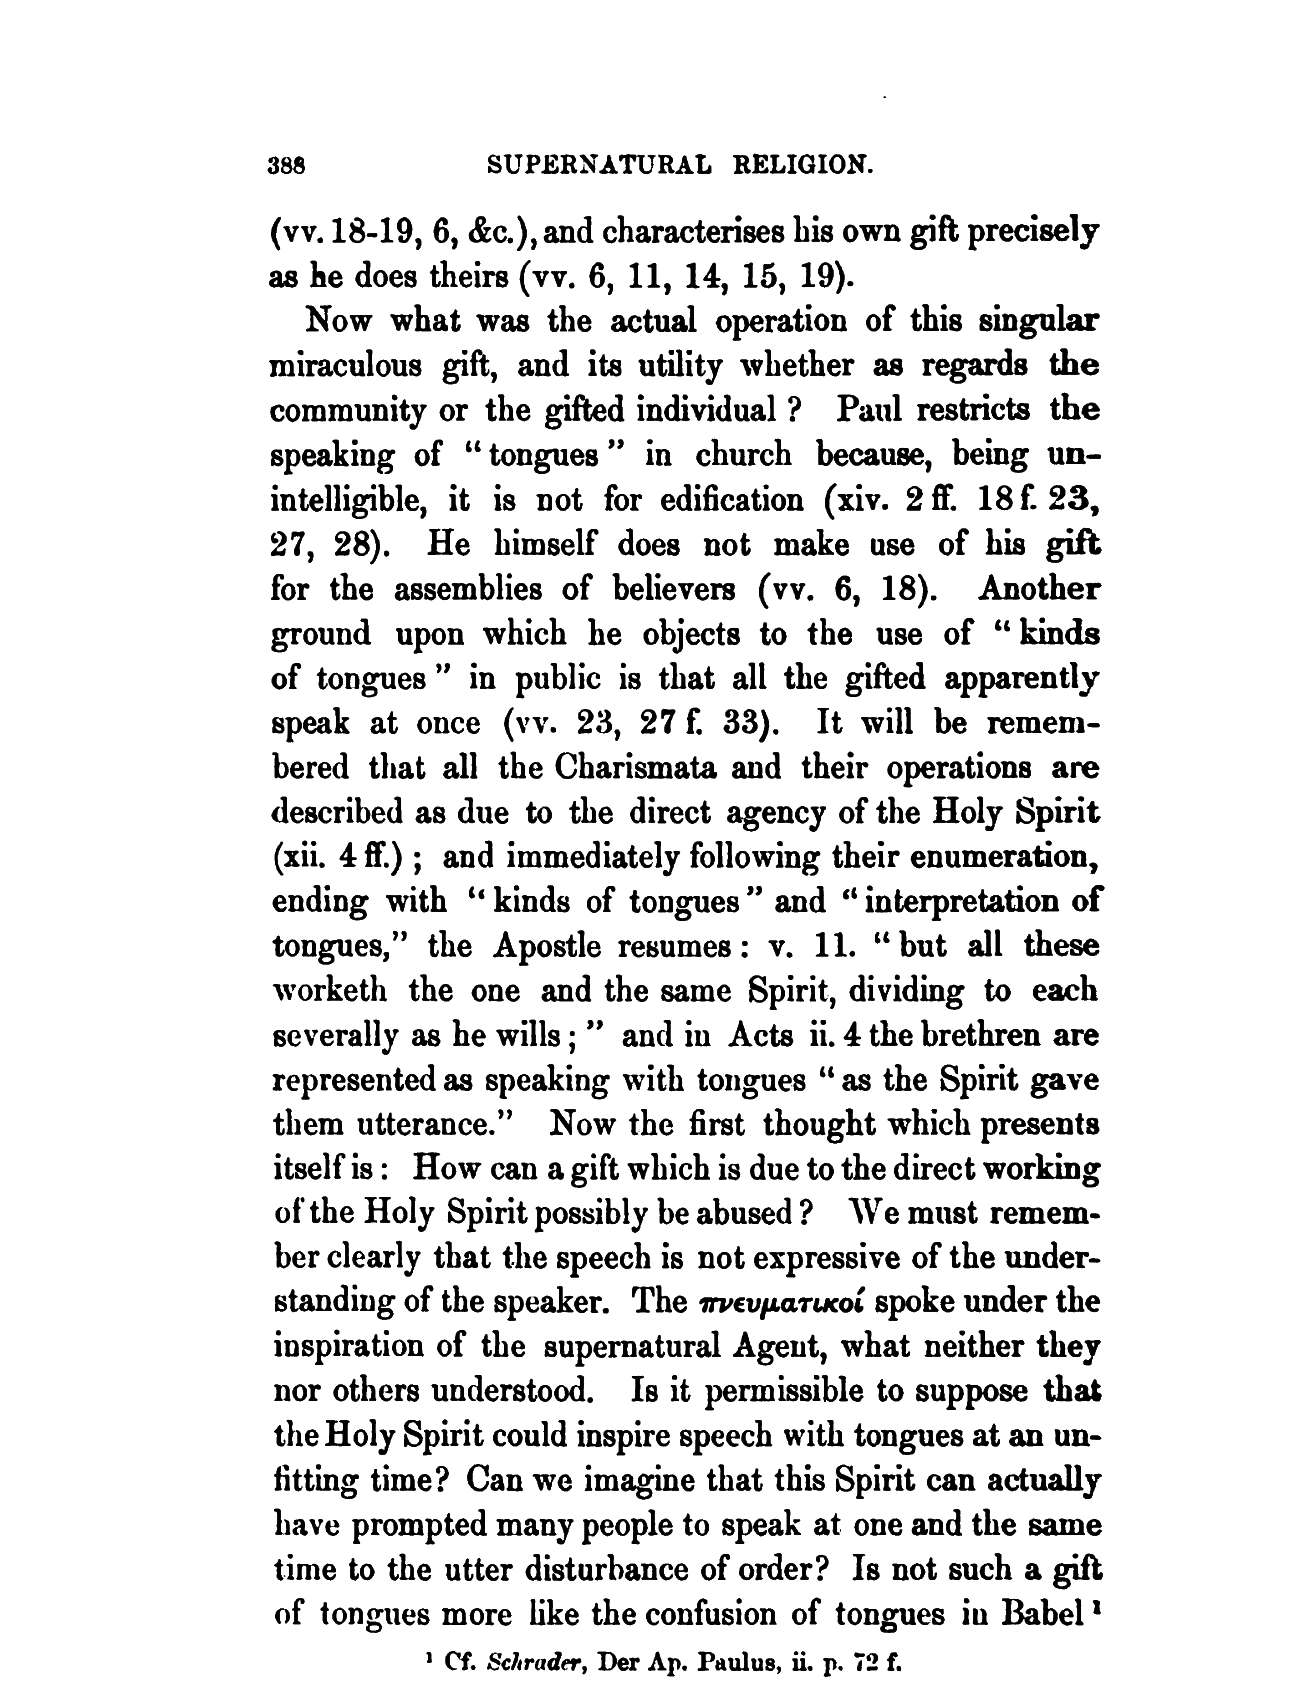 388 SUPERNATURAL RELIGION.
(vv. 18-19, 6, &c.), and characterises his own gift precisely
as he does theirs (vv. 6, 11, 14, 15, 19).
Now what was the actual operation of this singular
miraculous gift, and its utility whether as regards the
community or the gifted individual ? Paul restricts the
speaking of “ tongues ” in church because, being un-
intelligible, it is not for edification (xiv. 2 ff. 18 f. 23,
27, 28). He himself does not make use of his gift
for the assemblies of believers (vv. 6, 18). Another
ground upon which he objects to the use of “ kinds
of tongues ” in public is that all the gifted apparently
speak at once (vv. 23, 27 f. 33). It will be remem-
bered that all the Charismata and their operations are
described as due to the direct agency of the Holy Spirit
(xii. 4 ff.) ; and immediately following their enumeration,
ending with “ kinds of tongues ” and “ interpretation of
tongues,” the Apostle resumes : v. 11. “ but all these
worketh the one and the same Spirit, dividing to each
severally as he wills ; ” and in Acts ii. 4 the brethren are
represented as speaking with tongues “ as the Spirit gave
them utterance.” Now the first thought which presents
itself is : How can a gift which is due to the direct working
of the Holy Spirit possibly be abused ? We must remem-
ber clearly that the speech is not expressive of the under-
standing of the speaker. The πνευματικοί spoke under the
inspiration of the supernatural Agent, what neither they
nor others understood. Is it permissible to suppose that
the Holy Spirit could inspire speech with tongues at an un-
fitting time? Can we imagine that this Spirit can actually
have prompted many people to speak at one and the same
time to the utter disturbance of order? Is not such a gift
of tongues more like the confusion of tongues in Babel ¹
¹ Cf. Schrader, Der Ap. Paulus, ii. p. 72 f.